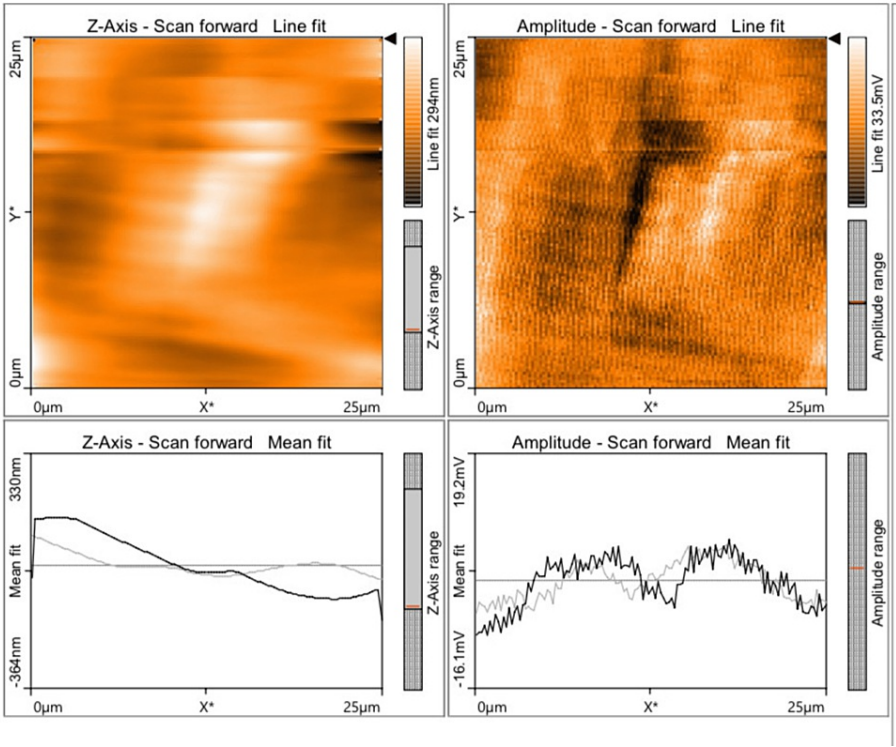 Z-Axis - Scan forward Line fit
25µm
Y*
0µm
0µm
X*
25µm
Line fit 294nm
Z-Axis range
Amplitude - Scan forward Line fit
25µm
Y*
0µm
0µm
X*
25µm
Line fit 33.5mV
Amplitude range
Z-Axis - Scan forward Mean fit
330nm
Mean fit
-364nm
0µm
X*
25µm
Z-Axis range
Amplitude - Scan forward Mean fit
19.2mV
Mean fit
-16.1mV
0µm
X*
25µm
Amplitude range